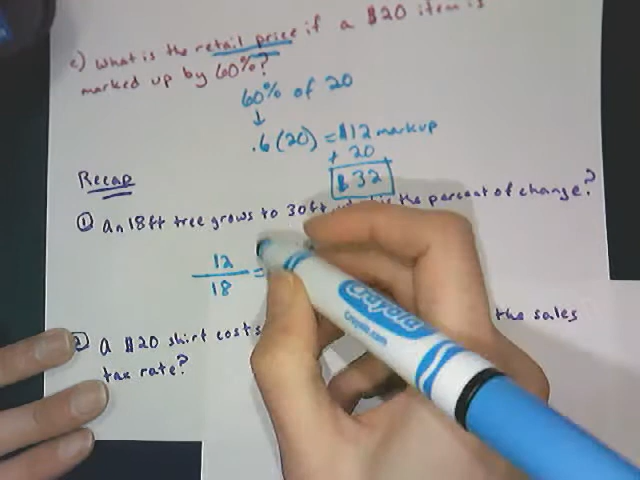 c) What is the retail price if a $20 item is
marked up by 60%?
60% of 20
↓
.6 (20) = $12 markup
+ 20
$32
Recap
① An 18ft tree grows to 30ft the percent of change?
12
18 =
② A $20 shirt costs the sales
tax rate?
Crayola
Crayola.com